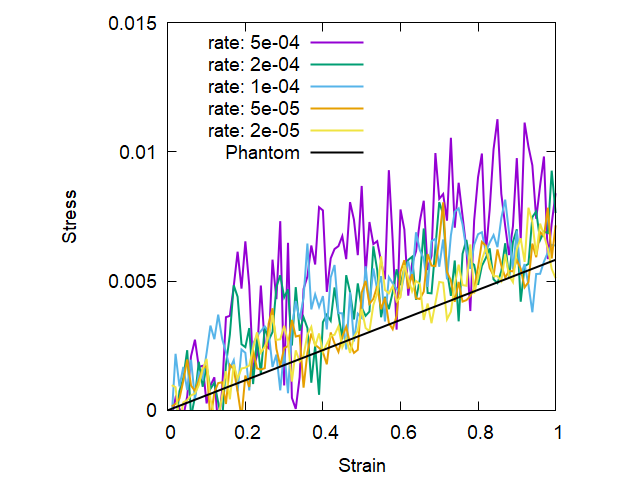 0.015
rate: 5e-04
rate: 2e-04
rate: 1e-04
rate: 5e-05
rate: 2e-05
Phantom
0.01
0.005
0
Stress
0 0.2 0.4 0.6 0.8 1
Strain